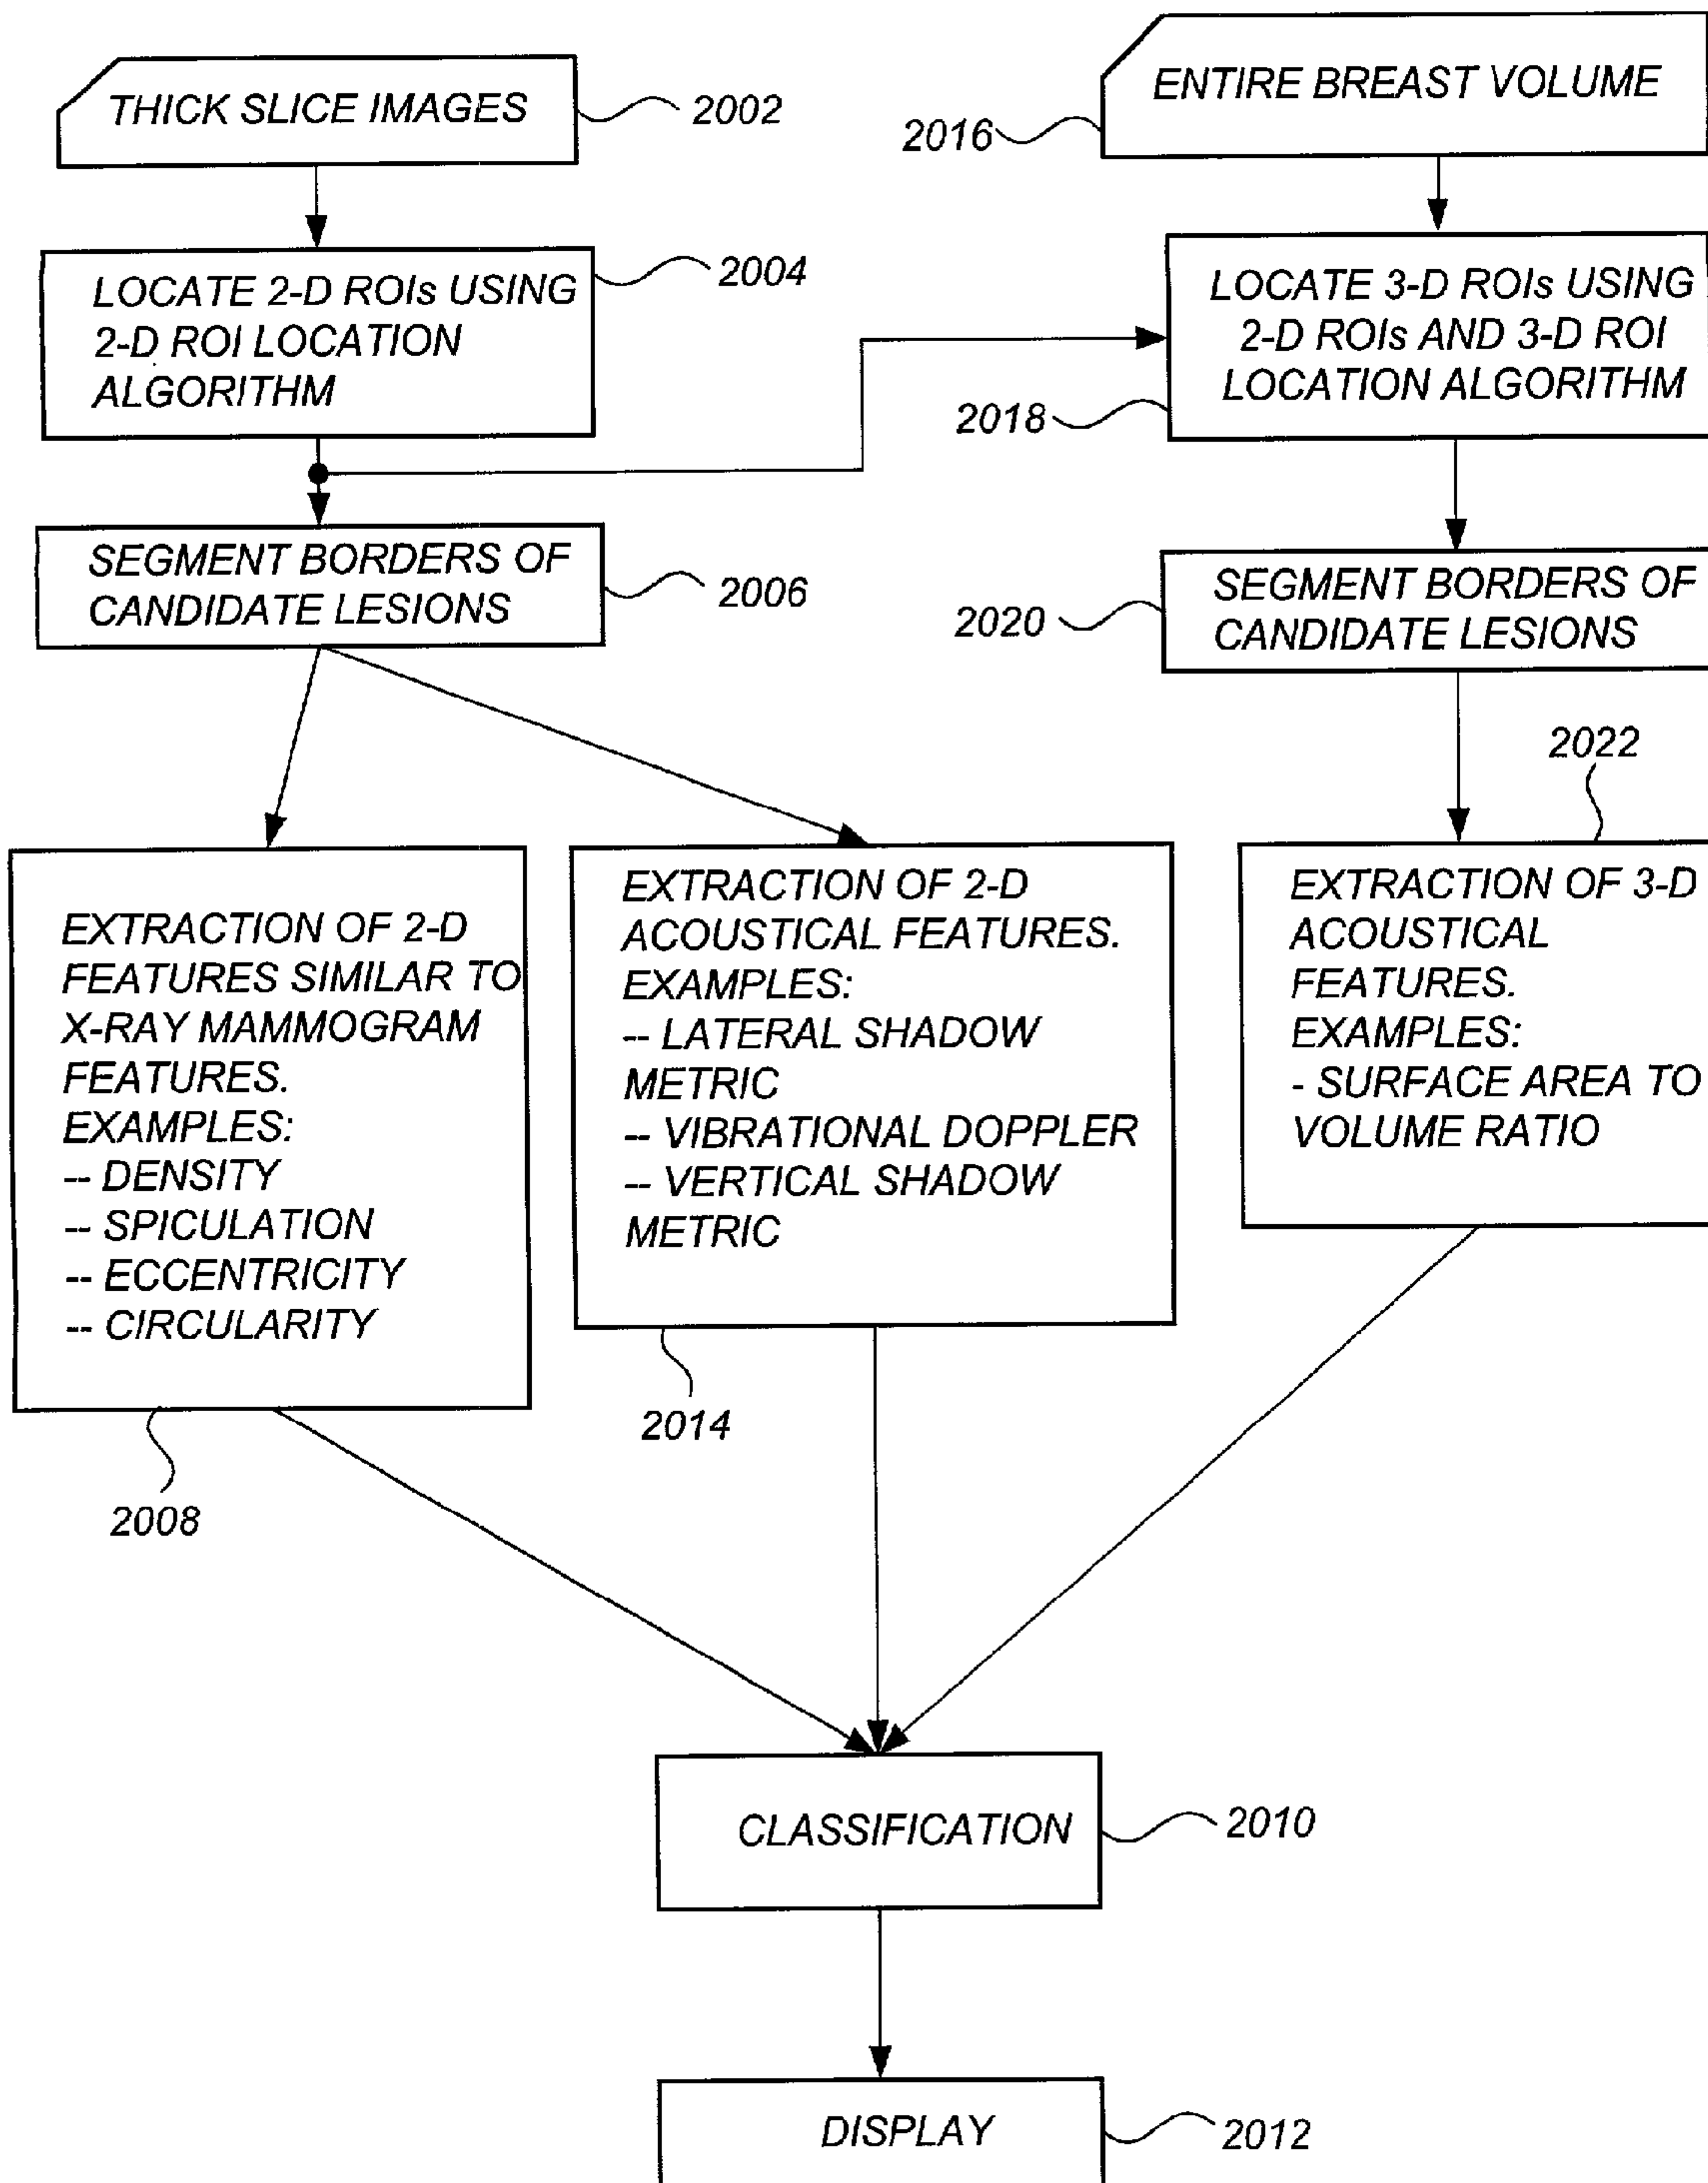 THICK SLICE IMAGES
2002
ENTIRE BREAST VOLUME
2016
LOCATE 2-D ROIs USING
2-D ROI LOCATION
ALGORITHM
2004
LOCATE 3-D ROIs USING
2-D ROIs AND 3-D ROI
LOCATION ALGORITHM
2018
SEGMENT BORDERS OF
CANDIDATE LESIONS
2006
SEGMENT BORDERS OF
CANDIDATE LESIONS
2020
2022
EXTRACTION OF 2-D
FEATURES SIMILAR TO
X-RAY MAMMOGRAM
FEATURES.
EXAMPLES:
-- DENSITY
-- SPICULATION
-- ECCENTRICITY
-- CIRCULARITY
2008
EXTRACTION OF 2-D
ACOUSTICAL FEATURES.
EXAMPLES:
-- LATERAL SHADOW
METRIC
-- VIBRATIONAL DOPPLER
-- VERTICAL SHADOW
METRIC
2014
EXTRACTION OF 3-D
ACOUSTICAL
FEATURES.
EXAMPLES:
- SURFACE AREA TO
VOLUME RATIO
CLASSIFICATION
2010
DISPLAY
2012